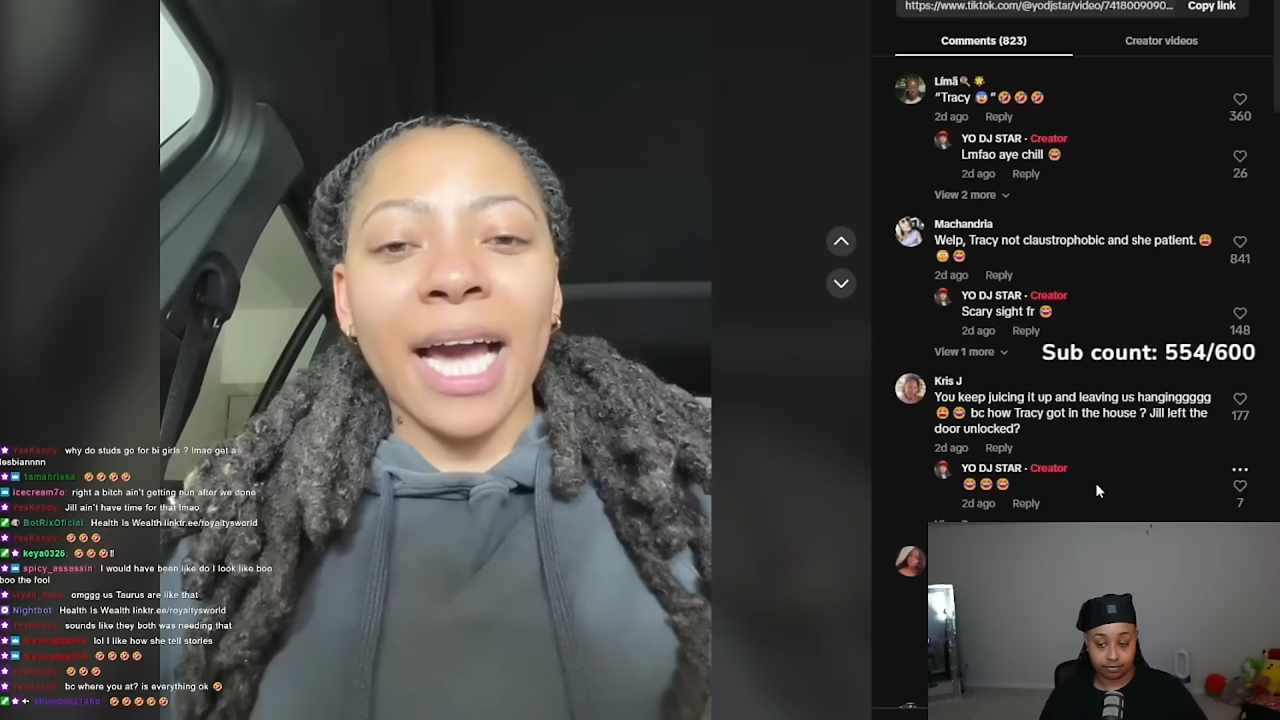 https://www.tiktok.com/@yodjstar/video/7418009090...
Copy link
Comments (823)
Creator videos
Límã
"Tracy 😰" 🤣 🤣 🤣
2d ago Reply
360
YO DJ STAR · Creator
Lmfao aye chill 😂
2d ago Reply
26
View 2 more
Machandria
Welp, Tracy not claustrophobic and she patient. 😩
😳 😂
2d ago Reply
841
YO DJ STAR · Creator
Scary sight fr 😂
2d ago Reply
148
View 1 more
Sub count: 554/600
Kris J
You keep juicing it up and leaving us hanginggggg
😩 😂 bc how Tracy got in the house ? Jill left the
door unlocked?
2d ago Reply
177
YO DJ STAR · Creator
😂 😂 😂
2d ago Reply
7
YesKandy: why do studs go for bi girls ? lmao get a
lesbiannnn
🤣 🤣 🤣 🤣
icecream7o: right a bitch ain't getting nun after we done
YesKandy: Jill ain't have time for that lmao
BotRixOficial: Health Is Wealth linktr.ee/royaltysworld
YesKandy: 🤣 🤣 🤣
keya0326: 🤣 🤣 🤣 !!
spicy_assassin: I would have been like do I look like boo
boo the fool
omggg us Taurus are like that
Nightbot: Health Is Wealth linktr.ee/royaltysworld
YesKandy: sounds like they both was needing that
lol I like how she tell stories
🤣 🤣 🤣 🤣
YesKandy: 🤣 🤣 🤣
YesKandy: bc where you at? is everything ok 🤣
🤣 🤣 🤣 🤣 🤣